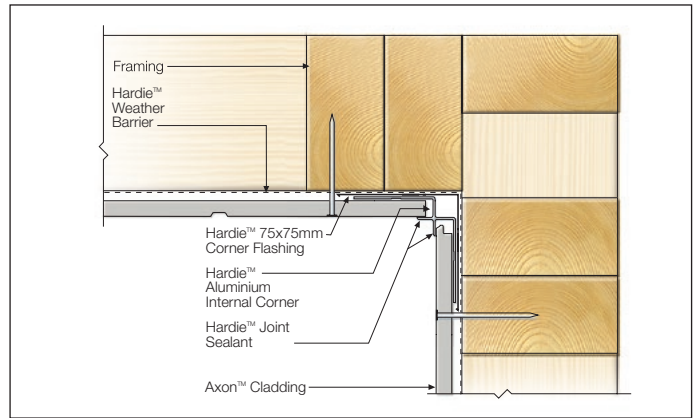 Framing
Hardie™
Weather
Barrier
Hardie™ 75x75mm
Corner Flashing
Hardie™
Aluminium
Internal Corner
Hardie™ Joint
Sealant
Axon™ Cladding